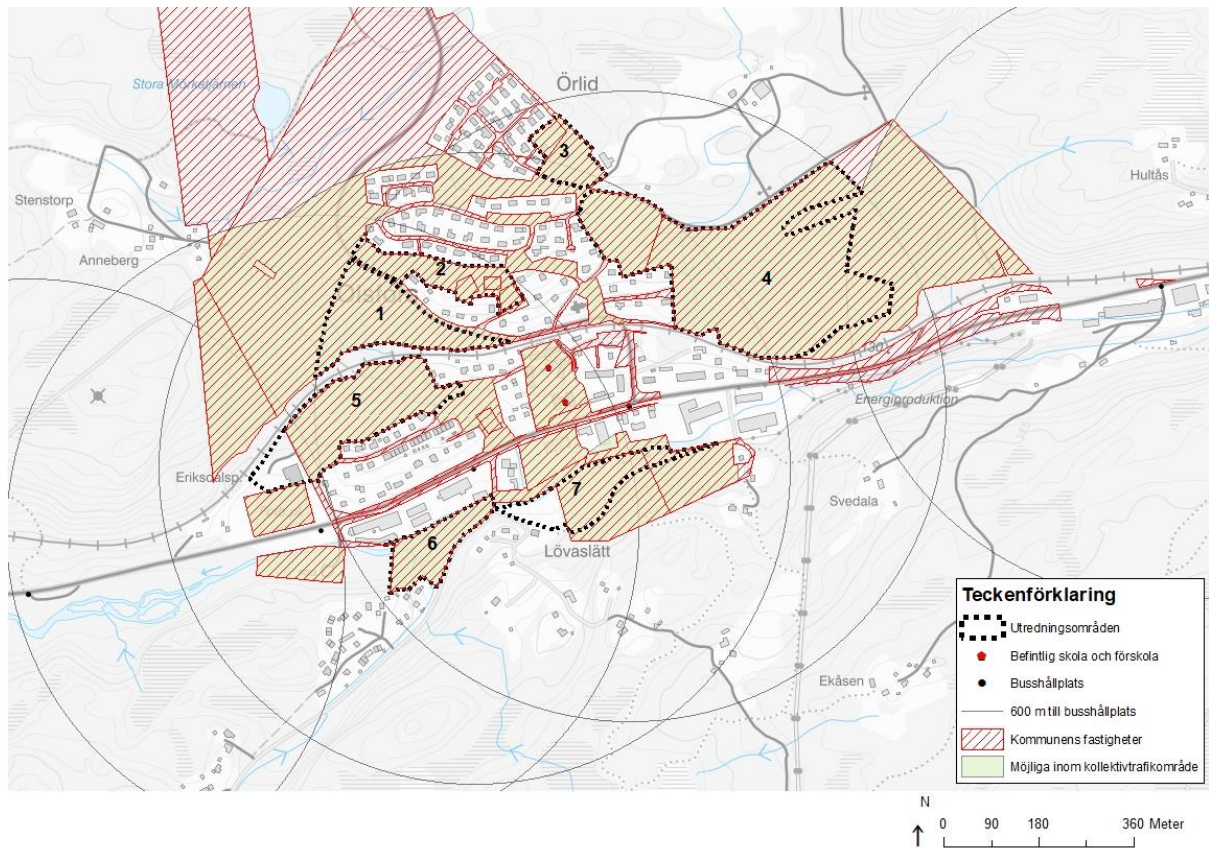 Örlid
Stora Mörketjärnen
3
Hultås
Stenstorp
Anneberg
2
4
1
5
Energiproduktion
Eriksdalsp.
7
Svedala
6
Lövaslätt
Ekåsen
Teckenförklaring
Utredningsområden
Befintlig skola och förskola
Busshållplats
600 m till busshållplats
Kommunens fastigheter
Möjliga inom kollektivtrafikområde
N
0 90 180 360 Meter